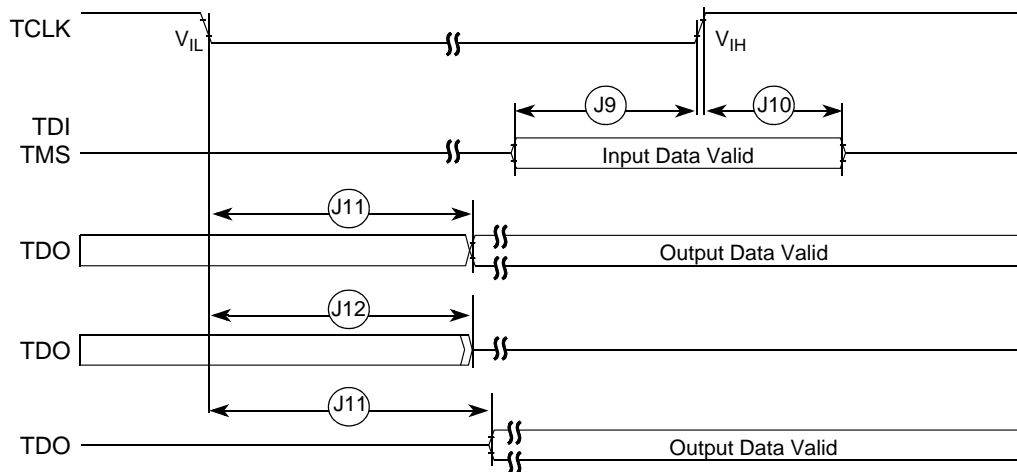 TCLK
VIL
VIH
J9
J10
TDI
TMS
Input Data Valid
J11
TDO
Output Data Valid
J12
TDO
J11
TDO
Output Data Valid